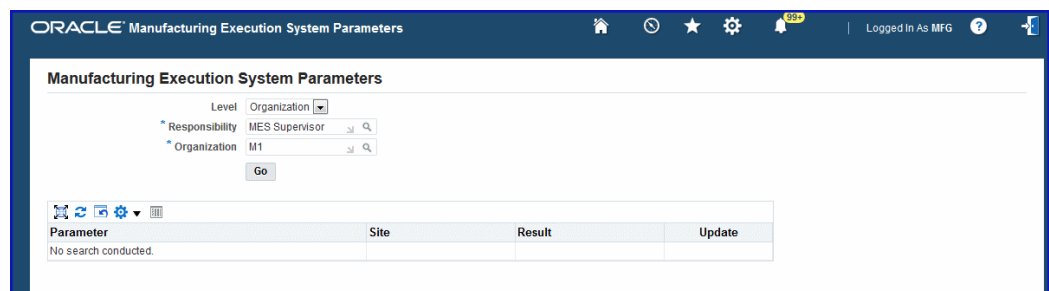 ORACLE® Manufacturing Execution System Parameters 99+ | Logged In As MFG ?
Manufacturing Execution System Parameters
Level Organization
* Responsibility MES Supervisor
* Organization M1
Go
Parameter Site Result Update
No search conducted.